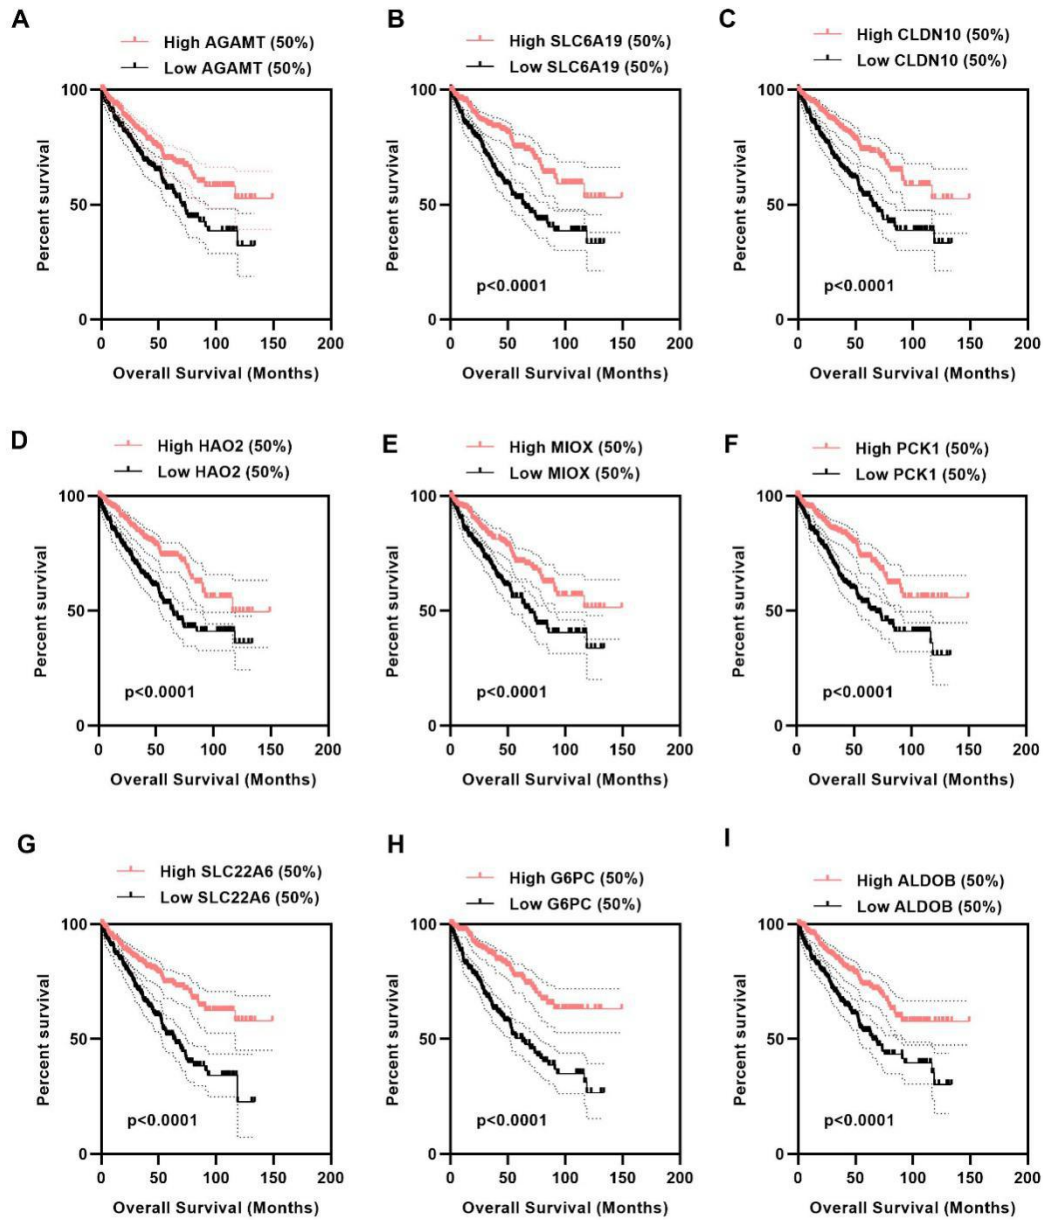 A
High AGAMT (50%)
Low AGAMT (50%)
100
50
0
Percent survival
0 50 100 150 200
Overall Survival (Months)
B
High SLC6A19 (50%)
Low SLC6A19 (50%)
100
50
0
Percent survival
p<0.0001
0 50 100 150 200
Overall Survival (Months)
C
High CLDN10 (50%)
Low CLDN10 (50%)
100
50
0
Percent survival
p<0.0001
0 50 100 150 200
Overall Survival (Months)
D
High HAO2 (50%)
Low HAO2 (50%)
100
50
0
Percent survival
p<0.0001
0 50 100 150 200
Overall Survival (Months)
E
High MIOX (50%)
Low MIOX (50%)
100
50
0
Percent survival
p<0.0001
0 50 100 150 200
Overall Survival (Months)
F
High PCK1 (50%)
Low PCK1 (50%)
100
50
0
Percent survival
p<0.0001
0 50 100 150 200
Overall Survival (Months)
G
High SLC22A6 (50%)
Low SLC22A6 (50%)
100
50
0
Percent survival
p<0.0001
0 50 100 150 200
Overall Survival (Months)
H
High G6PC (50%)
Low G6PC (50%)
100
50
0
Percent survival
p<0.0001
0 50 100 150 200
Overall Survival (Months)
I
High ALDOB (50%)
Low ALDOB (50%)
100
50
0
Percent survival
p<0.0001
0 50 100 150 200
Overall Survival (Months)